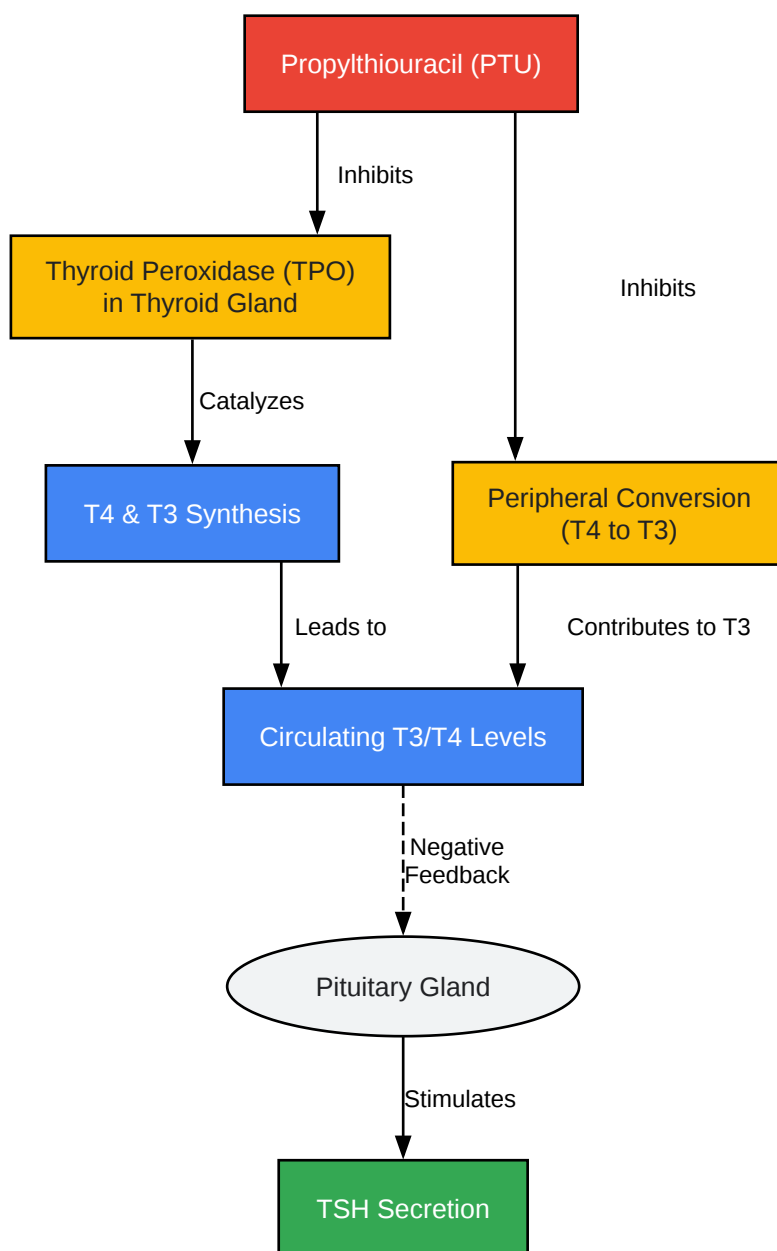 Propylthiouracil (PTU)
Inhibits
Thyroid Peroxidase (TPO)
in Thyroid Gland
Inhibits
Catalyzes
T4 & T3 Synthesis
Peripheral Conversion
(T4 to T3)
Leads to
Contributes to T3
Circulating T3/T4 Levels
Negative
Feedback
Pituitary Gland
Stimulates
TSH Secretion